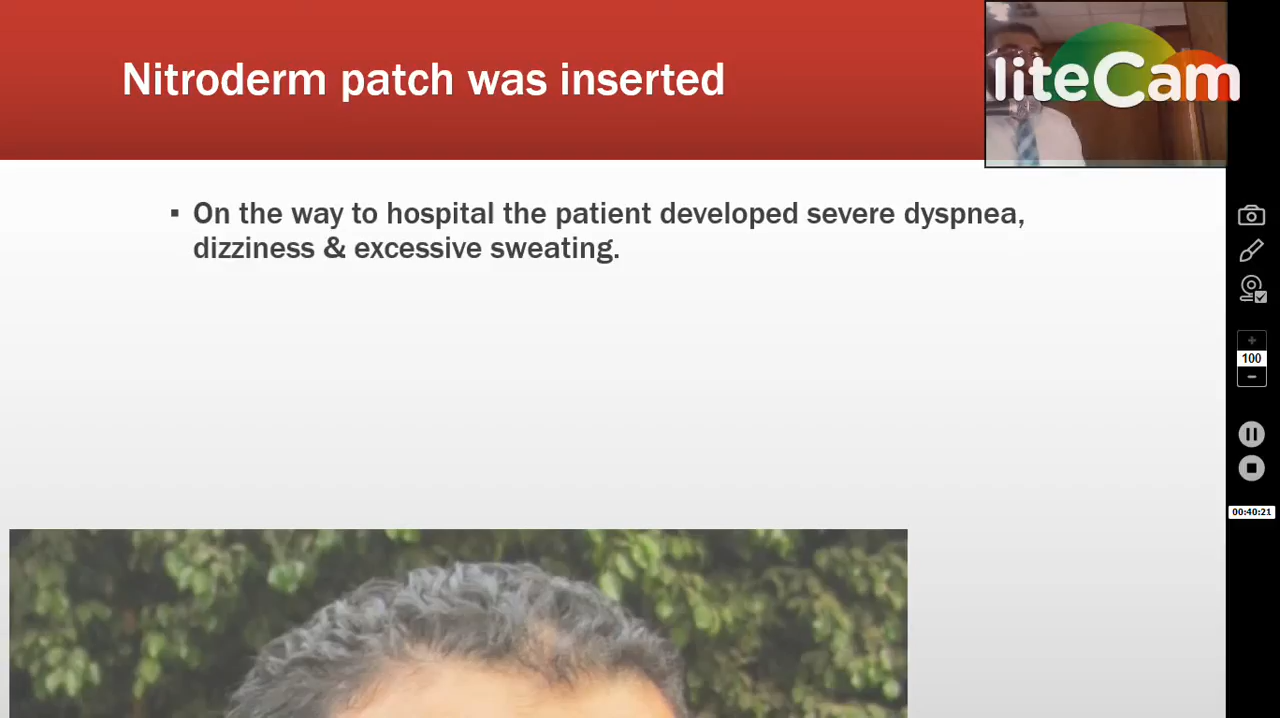 Nitroderm patch was inserted
liteCam
▪ On the way to hospital the patient developed severe dyspnea,
dizziness & excessive sweating.
+
100
-
00:40:21